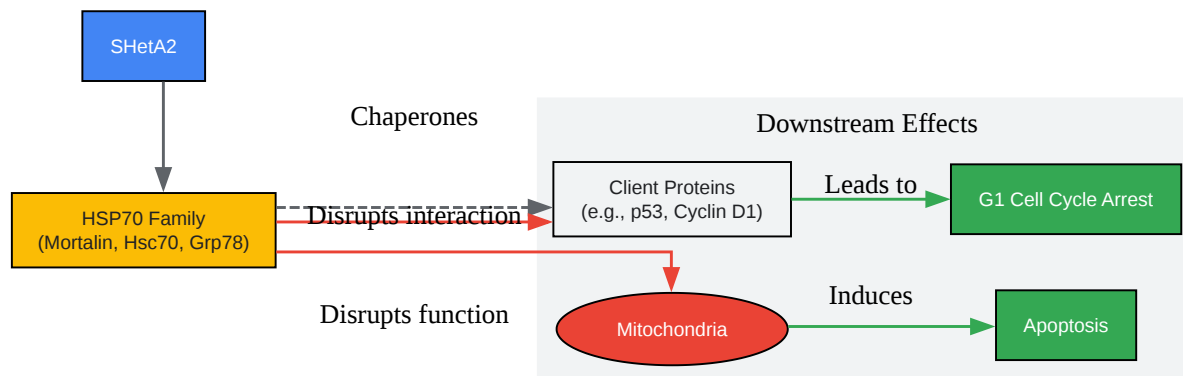 SHetA2
Chaperones
Downstream Effects
Client Proteins
(e.g., p53, Cyclin D1)
Leads to
G1 Cell Cycle Arrest
HSP70 Family
(Mortalin, Hsc70, Grp78)
Disrupts interaction
Disrupts function
Mitochondria
Induces
Apoptosis